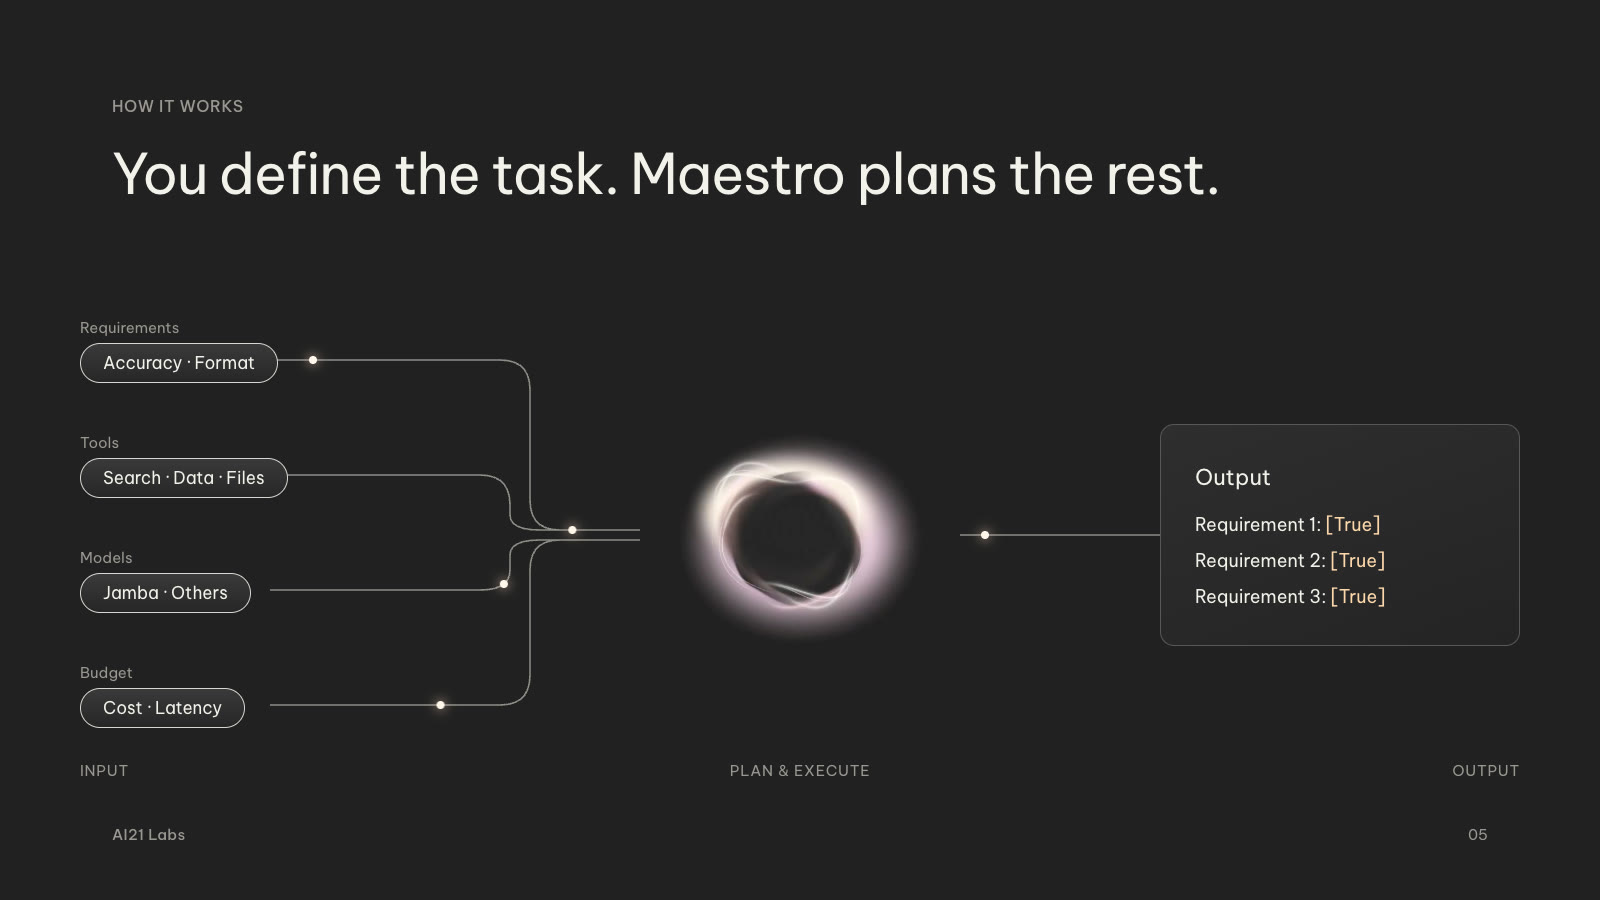 HOW IT WORKS
You define the task. Maestro plans the rest.
Requirements
Accuracy · Format
Tools
Search · Data · Files
Models
Jamba · Others
Budget
Cost · Latency
Output
Requirement 1: [True]
Requirement 2: [True]
Requirement 3: [True]
INPUT
PLAN & EXECUTE
OUTPUT
AI21 Labs
05